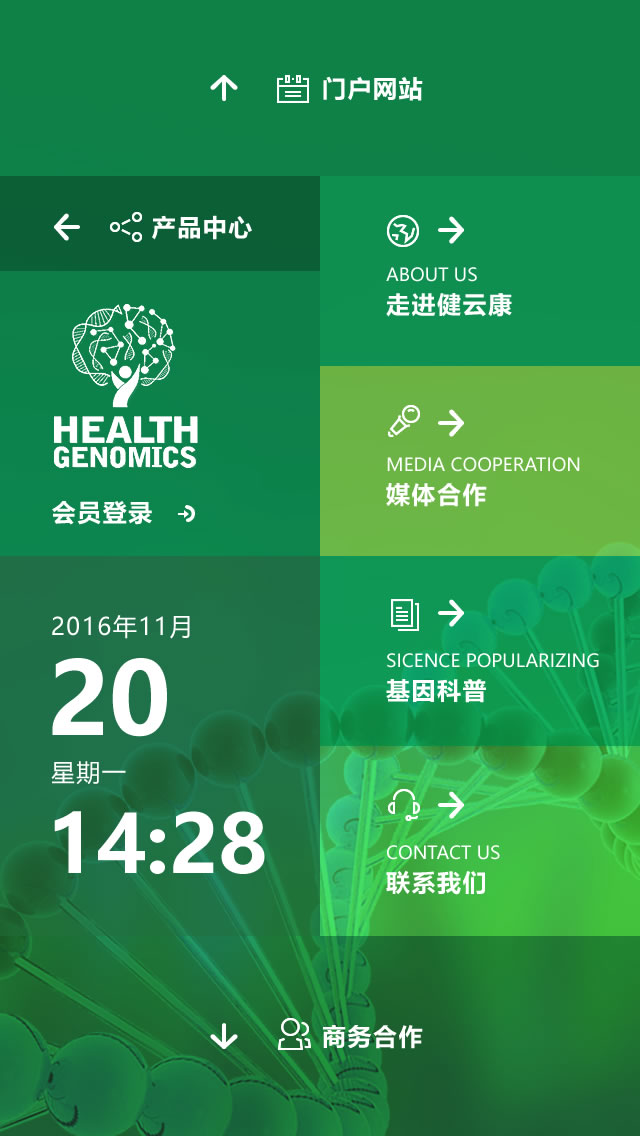 门户网站
产品中心
HEALTH
GENOMICS
会员登录
2016年11月
20
星期一
14:28
ABOUT US
走进健云康
MEDIA COOPERATION
媒体合作
SICENCE POPULARIZING
基因科普
CONTACT US
联系我们
商务合作